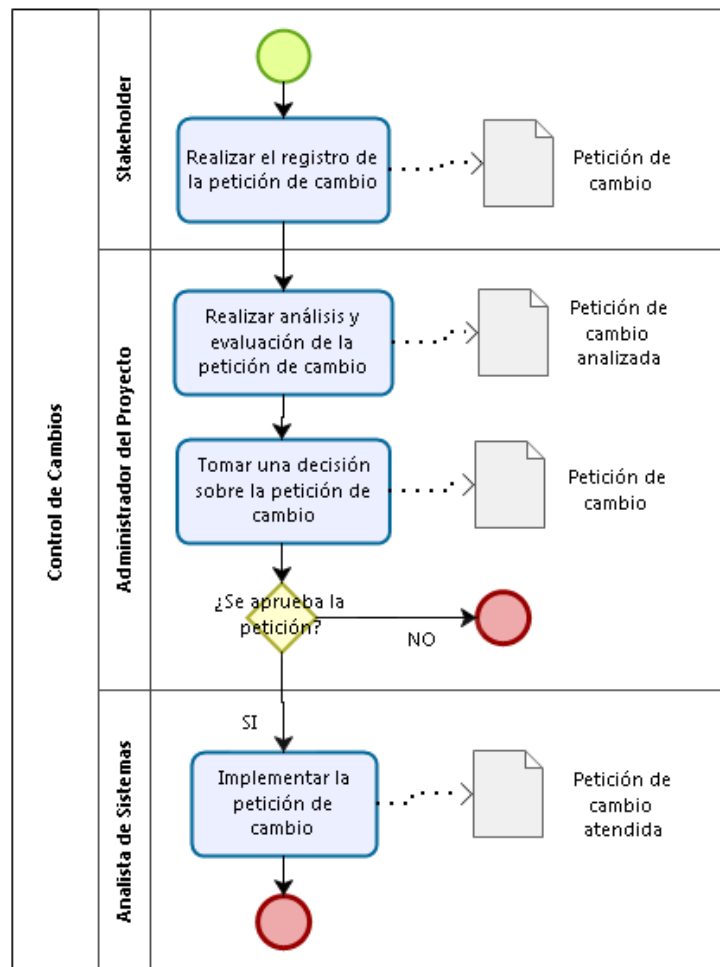 Control de Cambios
Stakeholder
Realizar el registro de
la petición de cambio
Petición de
cambio
Administrador del Proyecto
Realizar análisis y
evaluación de la
petición de cambio
Petición de
cambio
analizada
Tomar una decisión
sobre la petición de
cambio
Petición de
cambio
¿Se aprueba la
petición?
NO
SI
Analista de Sistemas
Implementar la
petición de
cambio
Petición de
cambio
atendida